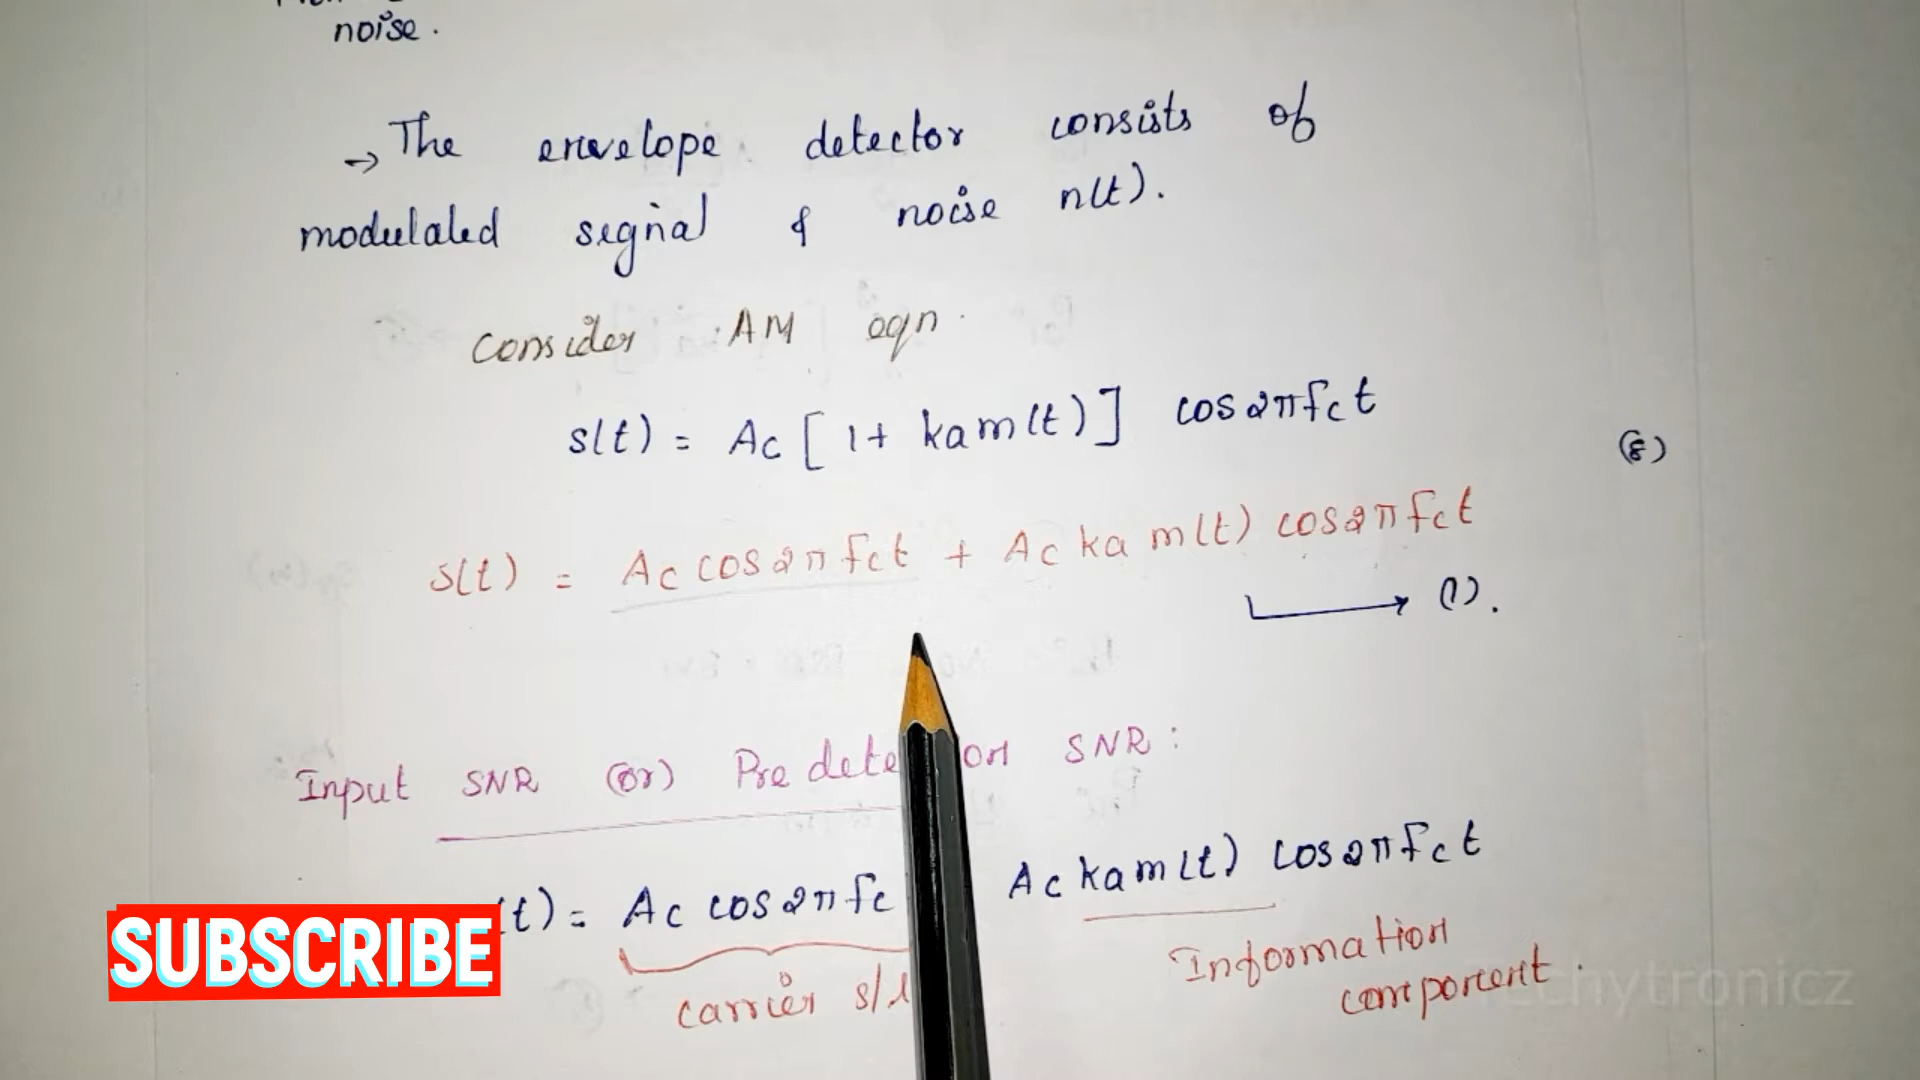 noise.
→ The envelope detector consists of
modulated signal & noise n(t).
Consider AM eqn.
s(t) = Ac [1 + kam(t)] cos2πfct
(8)
s(t) = Ac cos2πfct + Ac ka m(t) cos2πfct
→ (1).
Input SNR (or) Pre dete on SNR:
(t) = Ac cos2πfc Ac kam(t) cos2πfct
SUBSCRIBE
carrier s/l
Information
component.
chytronicz